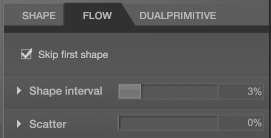 SHAPE FLOW DUALPRIMITIVE
Skip first shape
Shape interval 3%
Scatter 0%